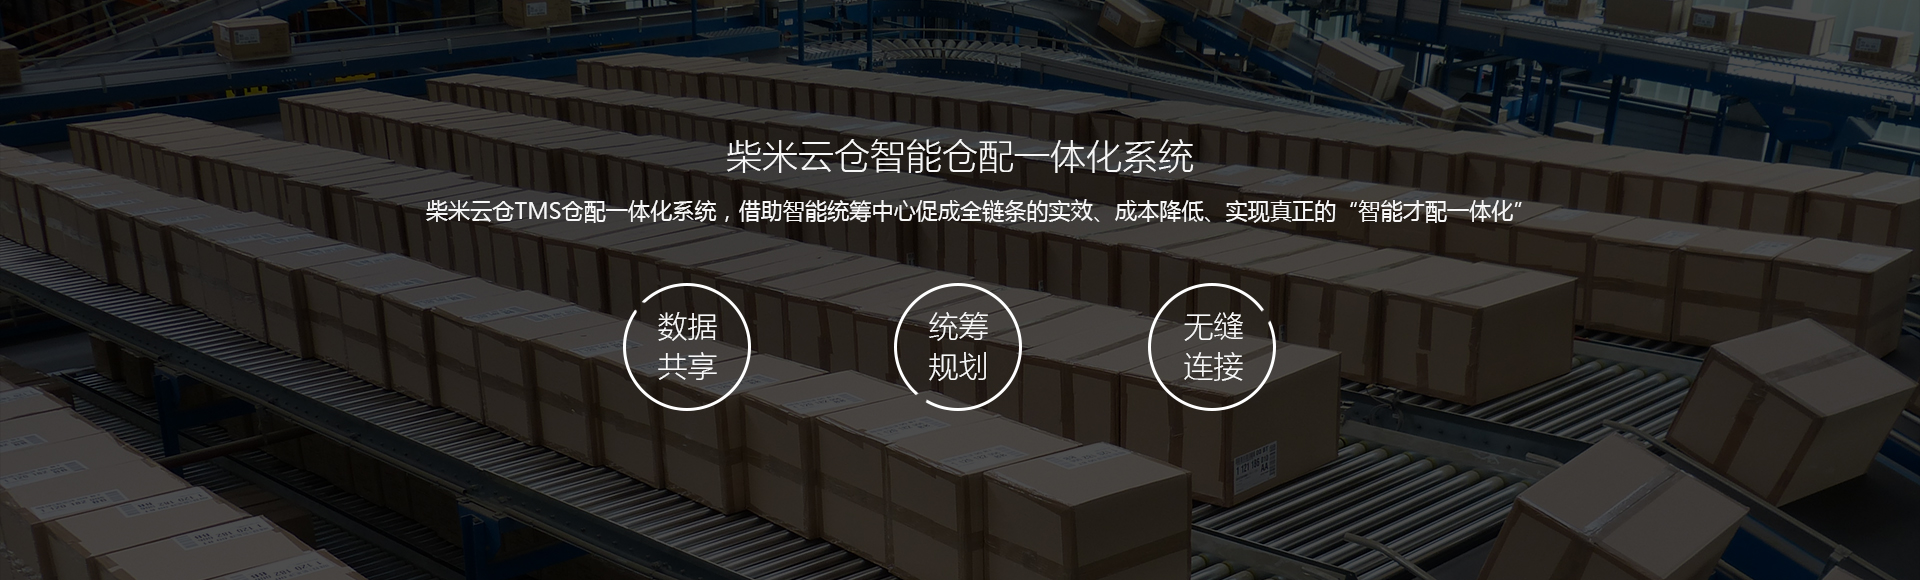 柴米云仓智能仓配一体化系统
柴米云仓TMS仓配一体化系统，借助智能统筹中心促成全链条的实效、成本降低、实现真正的“智能才配一体化”
数据
共享
统筹
规划
无缝
连接